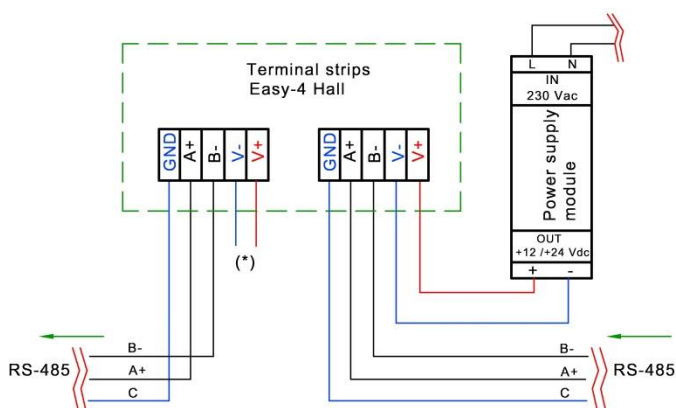 L N
IN
230 Vac
Power supply
module
OUT
+12 /+24 Vdc
+ -
Terminal strips
Easy-4 Hall
GND A+ B- V- V+
GND A+ B- V- V+
(*)
RS-485
B-
A+
C
B-
A+
C
RS-485